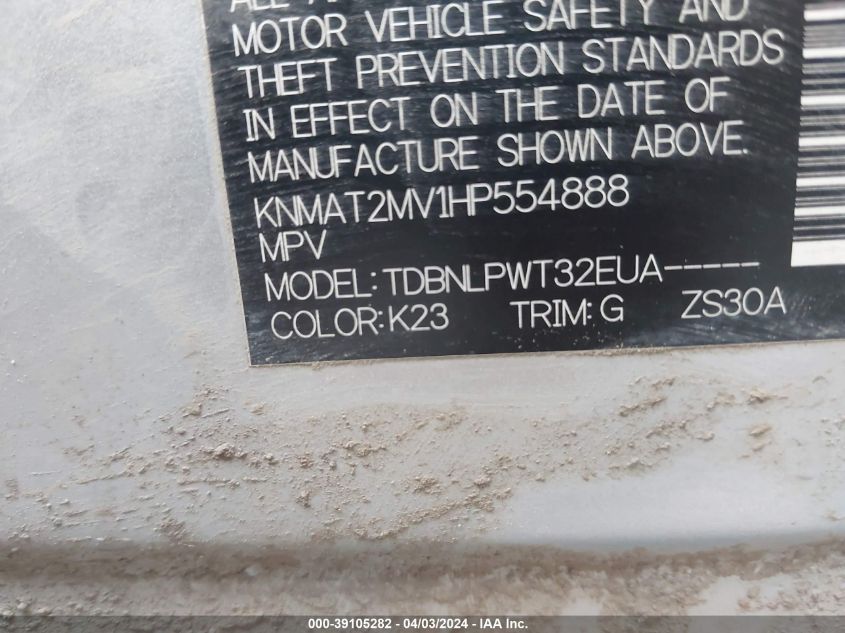 MOTOR VEHICLE SAFETY AND
THEFT PREVENTION STANDARDS
IN EFFECT ON THE DATE OF
MANUFACTURE SHOWN ABOVE.
KNMAT2MV1HP554888
MPV
MODEL:TDBNLPWT32EUA-----
COLOR:K23 TRIM:G ZS30A
000-39105282 - 04/03/2024 - IAA Inc.